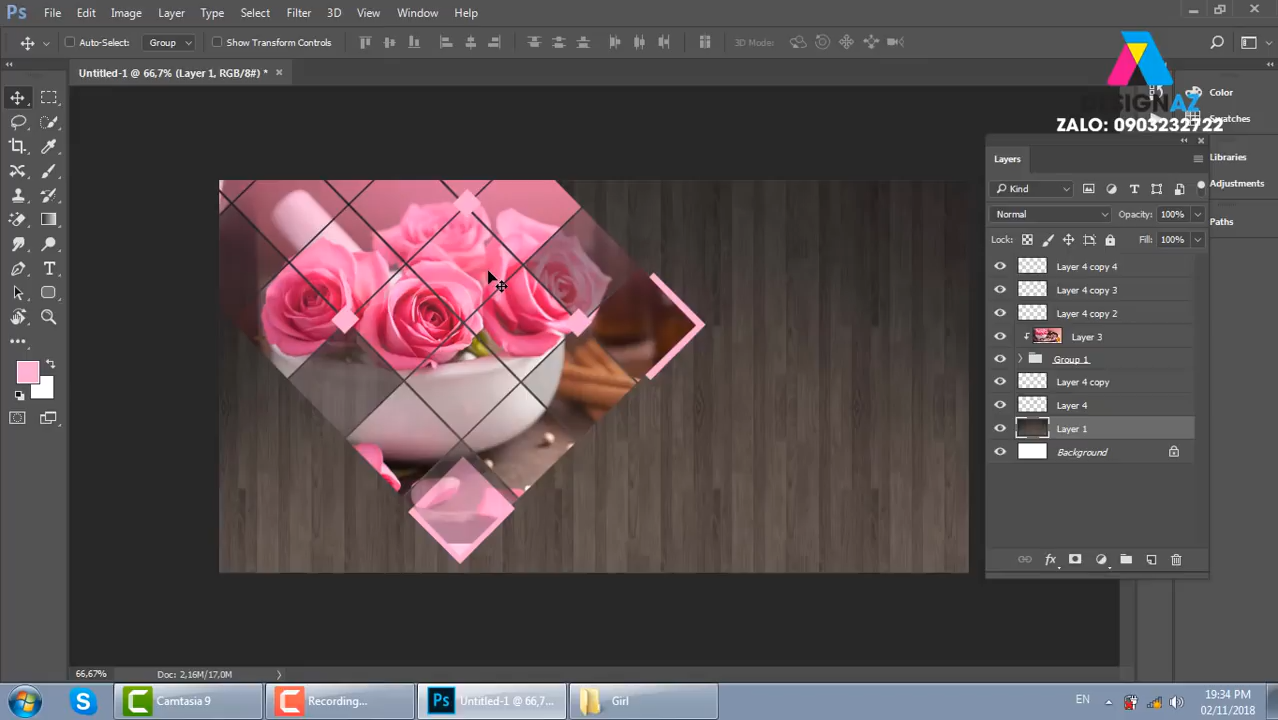 Ps File Edit Image Layer Type Select Filter 3D View Window Help
Auto-Select: Group Show Transform Controls 3D Mode:
Untitled-1 @ 66,7% (Layer 1, RGB/8#) * ×
AZ
ZALO: 0903232722
Color
Swatches
Libraries
Adjustments
Paths
Layers
Kind
Normal Opacity: 100%
Lock: Fill: 100%
Layer 4 copy 4
Layer 4 copy 3
Layer 4 copy 2
Layer 3
Group 1
Layer 4 copy
Layer 4
Layer 1
Background
fx
66,67% Doc: 2,16M/17,0M
Camtasia 9
Recording...
Ps Untitled-1 @ 66,7...
Girl
EN
19:34 PM
02/11/2018